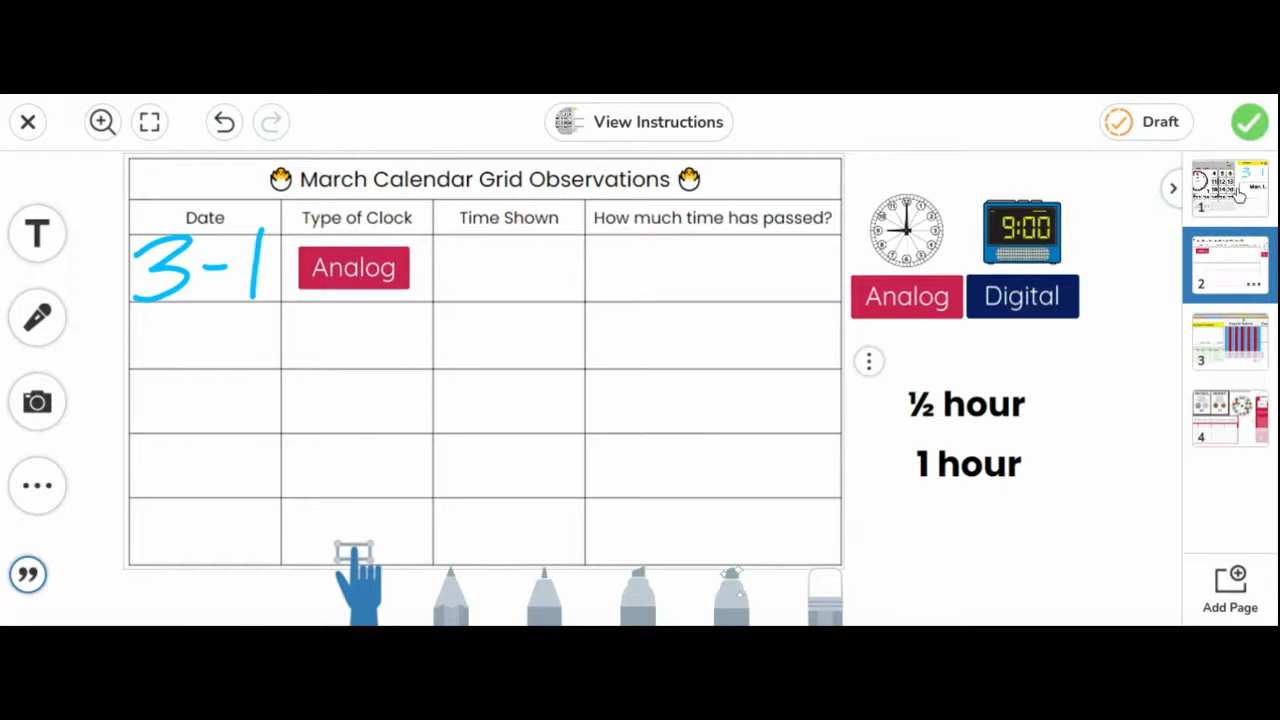 View Instructions
Draft
March Calendar Grid Observations
Date Type of Clock Time Shown How much time has passed?
3-1 Analog
9:00
Analog Digital
½ hour
1 hour
T
1
2
3
4
Add Page